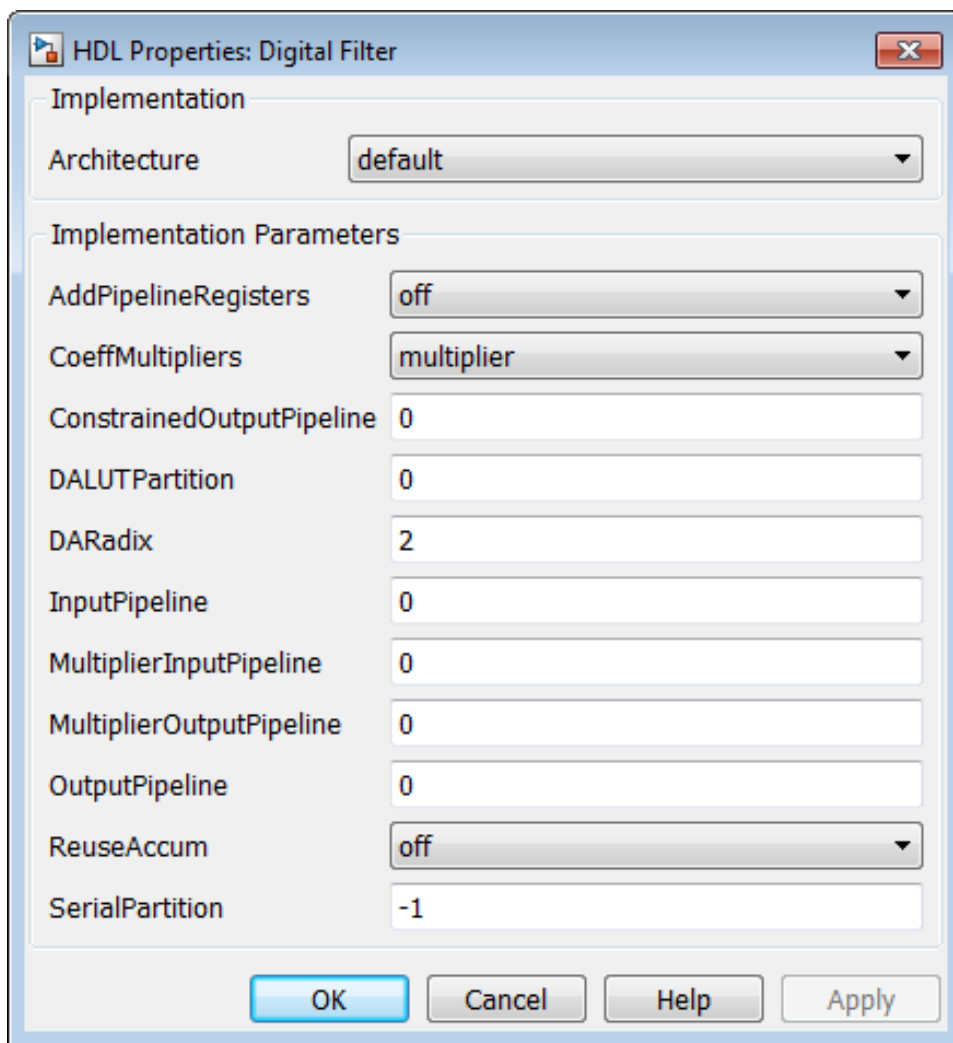 HDL Properties: Digital Filter
Implementation
Architecture default
Implementation Parameters
AddPipelineRegisters off
CoeffMultipliers multiplier
ConstrainedOutputPipeline 0
DALUTPartition 0
DARadix 2
InputPipeline 0
MultiplierInputPipeline 0
MultiplierOutputPipeline 0
OutputPipeline 0
ReuseAccum off
SerialPartition -1
OK Cancel Help Apply